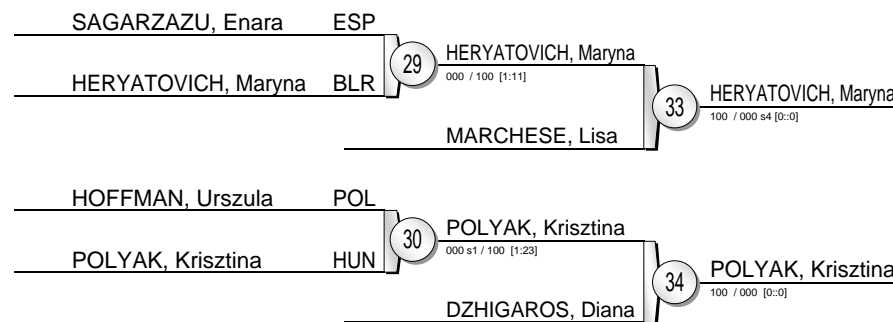 SAGARZAZU, Enara ESP
29
HERYATOVICH, Maryna
000 / 100 [1:11]
HERYATOVICH, Maryna BLR
33
HERYATOVICH, Maryna
100 / 000 s4 [0::0]
MARCHESE, Lisa
HOFFMAN, Urszula POL
30
POLYAK, Krisztina
000 s1 / 100 [1:23]
POLYAK, Krisztina HUN
34
POLYAK, Krisztina
100 / 000 [0::0]
DZHIGAROS, Diana